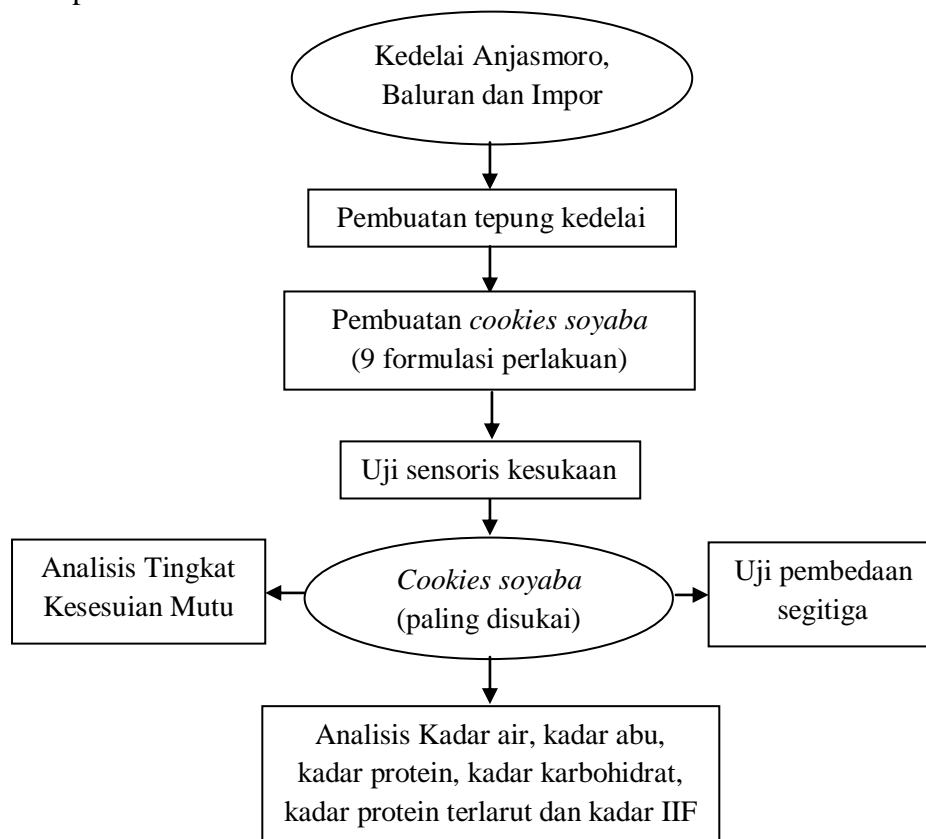 Kedelai Anjasmoro,
Baluran dan Impor
Pembuatan tepung kedelai
Pembuatan cookies soyaba
(9 formulasi perlakuan)
Uji sensoris kesukaan
Analisis Tingkat
Kesesuian Mutu
Cookies soyaba
(paling disukai)
Uji pembedaan
segitiga
Analisis Kadar air, kadar abu,
kadar protein, kadar karbohidrat,
kadar protein terlarut dan kadar IIF